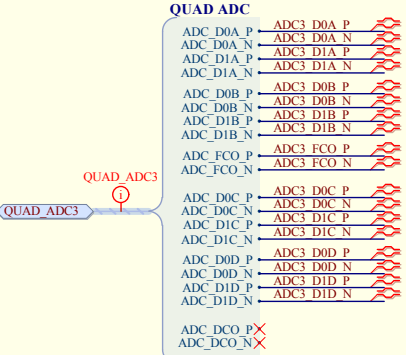 QUAD ADC
ADC_D0A_P ADC3_D0A_P
ADC_D0A_N ADC3_D0A_N
ADC_D1A_P ADC3_D1A_P
ADC_D1A_N ADC3_D1A_N
ADC_D0B_P ADC3_D0B_P
ADC_D0B_N ADC3_D0B_N
ADC_D1B_P ADC3_D1B_P
ADC_D1B_N ADC3_D1B_N
ADC_FCO_P ADC3_FCO_P
ADC_FCO_N ADC3_FCO_N
QUAD_ADC3
i
QUAD_ADC3
ADC_D0C_P ADC3_D0C_P
ADC_D0C_N ADC3_D0C_N
ADC_D1C_P ADC3_D1C_P
ADC_D1C_N ADC3_D1C_N
ADC_D0D_P ADC3_D0D_P
ADC_D0D_N ADC3_D0D_N
ADC_D1D_P ADC3_D1D_P
ADC_D1D_N ADC3_D1D_N
ADC_DCO_P
ADC_DCO_N